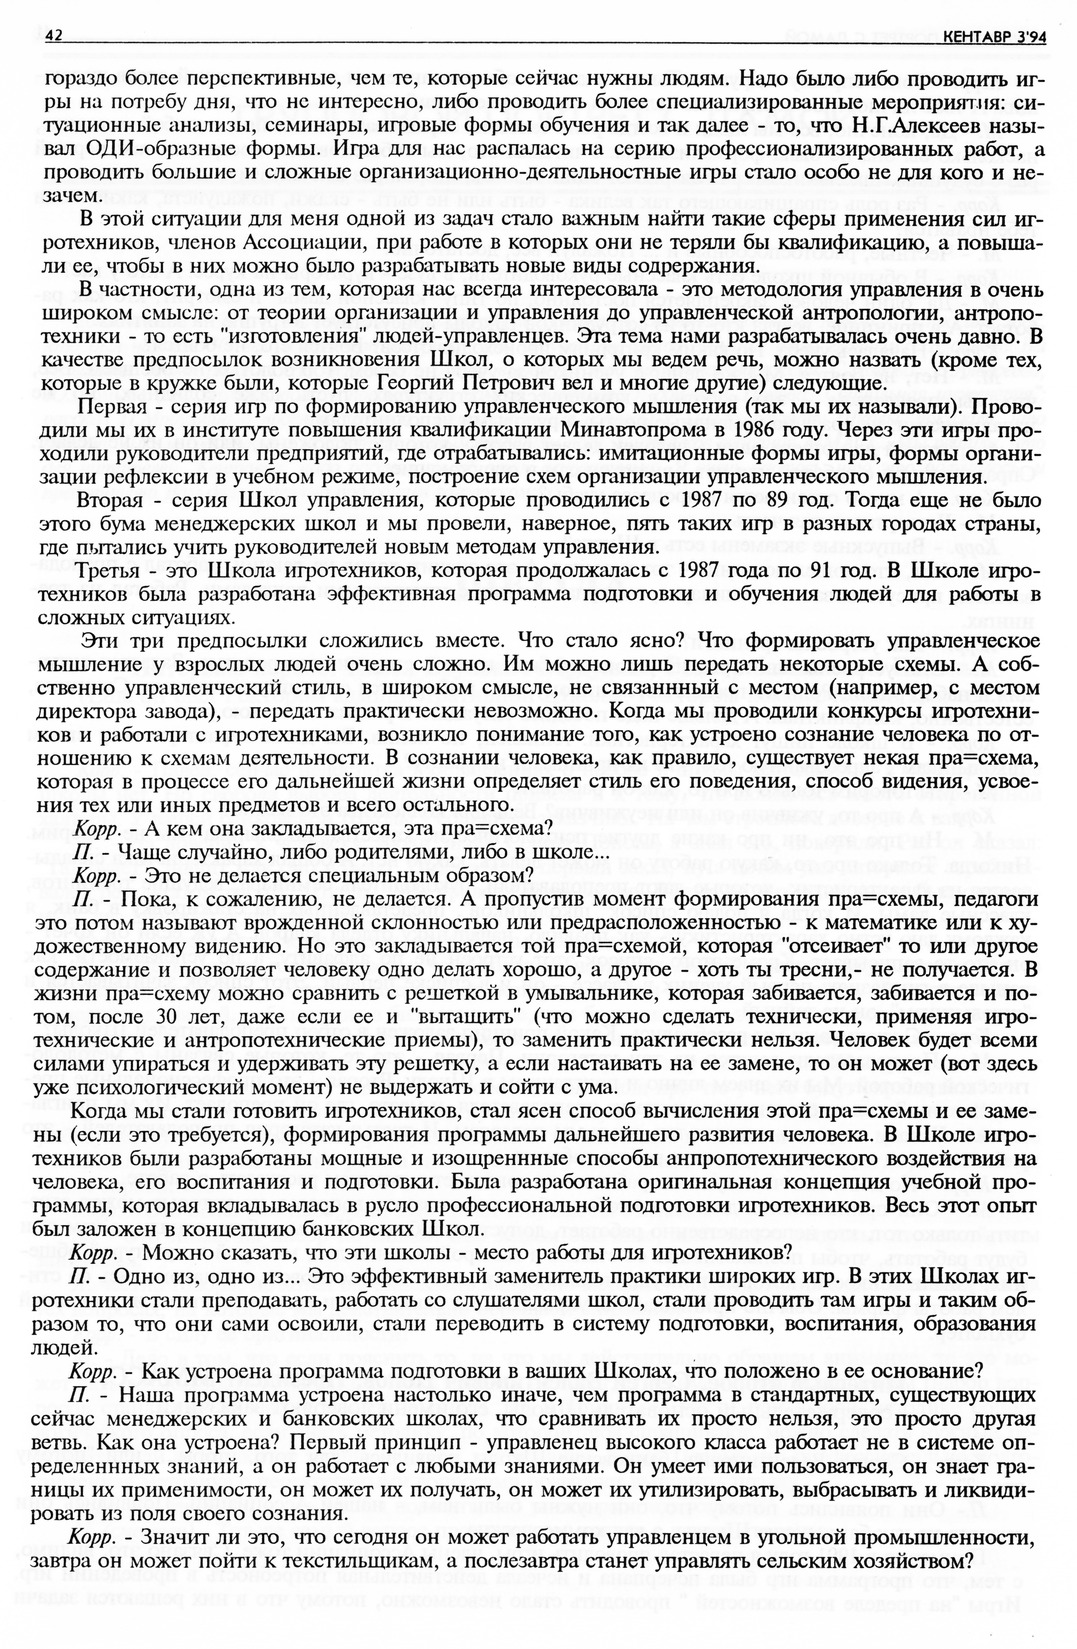 42 КЕНТАВР 3'94
гораздо более перспективные, чем те, которые сейчас нужны людям. Надо было либо проводить иг-
ры на потребу дня, что не интересно, либо проводить более специализированные мероприятия: си-
туационные анализы, семинары, игровые формы обучения и так далее - то, что Н.Г.Алексеев назы-
вал ОДИ-образные формы. Игра для нас распалась на серию профессионализированных работ, а
проводить большие и сложные организационно-деятельностные игры стало особо не для кого и не-
зачем.
В этой ситуации для меня одной из задач стало важным найти такие сферы применения сил иг-
ротехников, членов Ассоциации, при работе в которых они не теряли бы квалификацию, а повыша-
ли ее, чтобы в них можно было разрабатывать новые виды содрержания.
В частности, одна из тем, которая нас всегда интересовала - это методология управления в очень
широком смысле: от теории организации и управления до управленческой антропологии, антропо-
техники - то есть "изготовления" людей-управленцев. Эта тема нами разрабатывалась очень давно. В
качестве предпосылок возникновения Школ, о которых мы ведем речь, можно назвать (кроме тех,
которые в кружке были, которые Георгий Петрович вел и многие другие) следующие.
Первая - серия игр по формированию управленческого мышления (так мы их называли). Прово-
дили мы их в институте повышения квалификации Минавтопрома в 1986 году. Через эти игры про-
ходили руководители предприятий, где отрабатывались: имитационные формы игры, формы органи-
зации рефлексии в учебном режиме, построение схем организации управленческого мышления.
Вторая - серия Школ управления, которые проводились с 1987 по 89 год. Тогда еще не было
этого бума менеджерских школ и мы провели, наверное, пять таких игр в разных городах страны,
где пытались учить руководителей новым методам управления.
Третья - это Школа игротехников, которая продолжалась с 1987 года по 91 год. В Школе игро-
техников была разработана эффективная программа подготовки и обучения людей для работы в
сложных ситуациях.
Эти три предпосылки сложились вместе. Что стало ясно? Что формировать управленческое
мышление у взрослых людей очень сложно. Им можно лишь передать некоторые схемы. А соб-
ственно управленческий стиль, в широком смысле, не связанннный с местом (например, с местом
директора завода), - передать практически невозможно. Когда мы проводили конкурсы игротехни-
ков и работали с игротехниками, возникло понимание того, как устроено сознание человека по от-
ношению к схемам деятельности. В сознании человека, как правило, существует некая пра=схема,
которая в процессе его дальнейшей жизни определяет стиль его поведения, способ видения, усвое-
ния тех или иных предметов и всего остального.
Корр. - А кем она закладывается, эта пра=схема?
П. - Чаще случайно, либо родителями, либо в школе...
Корр. - Это не делается специальным образом?
П. - Пока, к сожалению, не делается. А пропустив момент формирования пра=схемы, педагоги
это потом называют врожденной склонностью или предрасположенностью - к математике или к ху-
дожественному видению. Но это закладывается той пра=схемой, которая "отсеивает" то или другое
содержание и позволяет человеку одно делать хорошо, а другое - хоть ты тресни,- не получается. В
жизни пра=схему можно сравнить с решеткой в умывальнике, которая забивается, забивается и по-
том, после 30 лет, даже если ее и "вытащить" (что можно сделать технически, применяя игро-
технические и антропотехнические приемы), то заменить практически нельзя. Человек будет всеми
силами упираться и удерживать эту решетку, а если настаивать на ее замене, то он может (вот здесь
уже психологический момент) не выдержать и сойти с ума.
Когда мы стали готовить игротехников, стал ясен способ вычисления этой пра=схемы и ее заме-
ны (если это требуется), формирования программы дальнейшего развития человека. В Школе игро-
техников были разработаны мощные и изощреннные способы анпропотехнического воздействия на
человека, его воспитания и подготовки. Была разработана оригинальная концепция учебной про-
граммы, которая вкладывалась в русло профессиональной подготовки игротехников. Весь этот опыт
был заложен в концепцию банковских Школ.
Корр. - Можно сказать, что эти школы - место работы для игротехников?
П. - Одно из, одно из... Это эффективный заменитель практики широких игр. В этих Школах иг-
ротехники стали преподавать, работать со слушателями школ, стали проводить там игры и таким об-
разом то, что они сами освоили, стали переводить в систему подготовки, воспитания, образования
людей.
Корр. - Как устроена программа подготовки в ваших Школах, что положено в ее основание?
П. - Наша программа устроена настолько иначе, чем программа в стандартных, существующих
сейчас менеджерских и банковских школах, что сравнивать их просто нельзя, это просто другая
ветвь. Как она устроена? Первый принцип - управленец высокого класса работает не в системе оп-
ределеннных знаний, а он работает с любыми знаниями. Он умеет ими пользоваться, он знает гра-
ницы их применимости, он может их получать, он может их утилизировать, выбрасывать и ликвиди-
ровать из поля своего сознания.
Корр. - Значит ли это, что сегодня он может работать управленцем в угольной промышленности,
завтра он может пойти к текстильщикам, а послезавтра станет управлять сельским хозяйством?